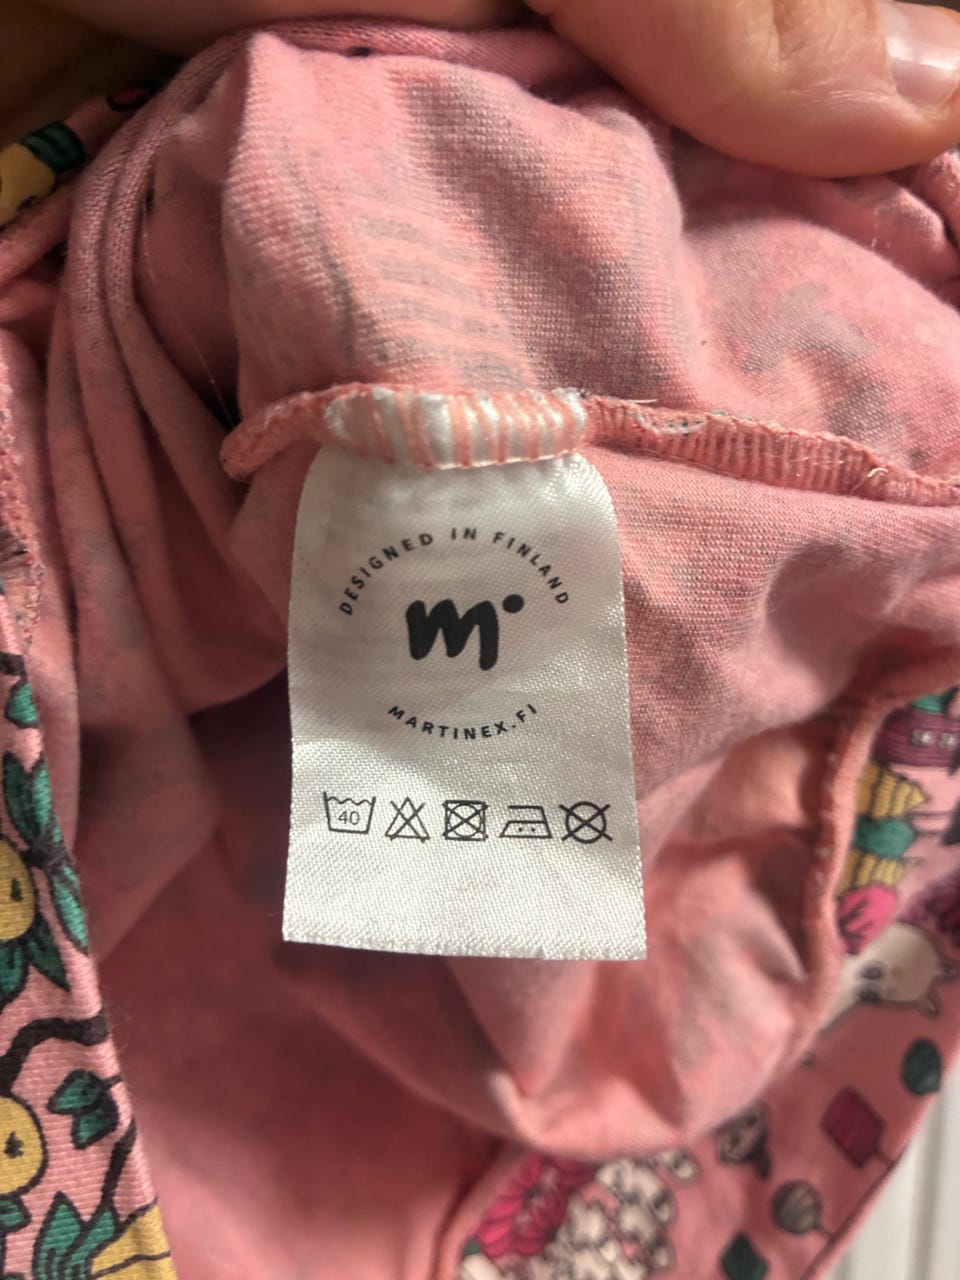 DESIGNED IN FINLAND
m
MARTINEX.FI
40